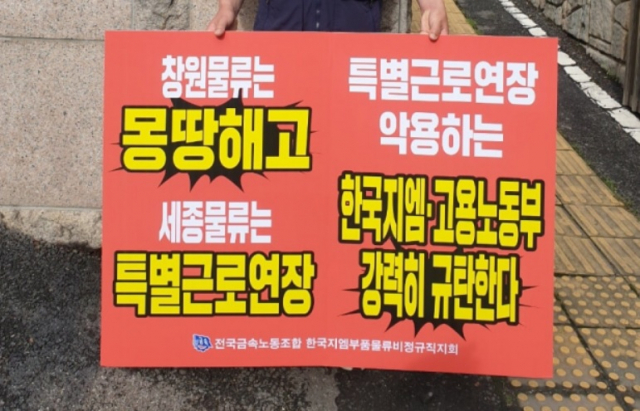 창원물류는
몽땅해고
세종물류는
특별근로연장
특별근로연장
악용하는
한국지엠·고용노동부
강력히 규탄한다
전국금속노동조합 한국지엠부품물류비정규직지회